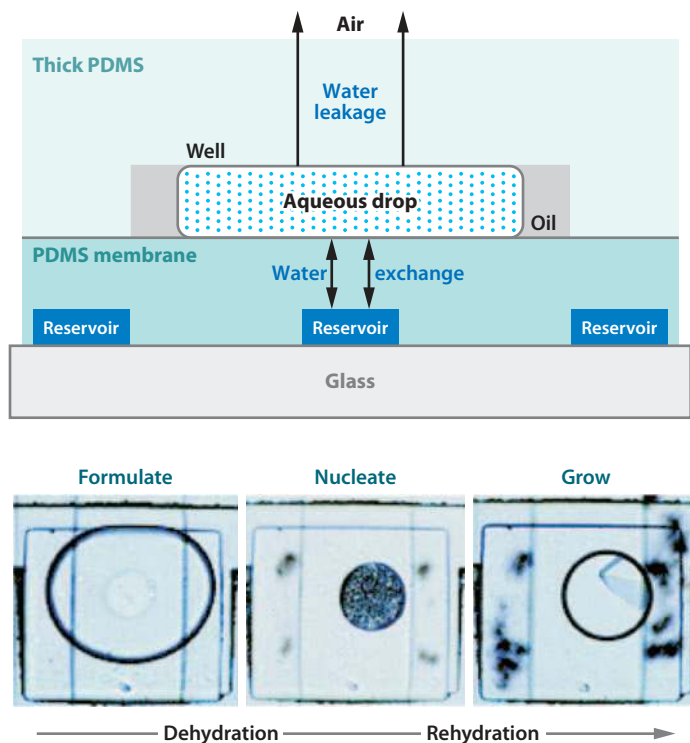 Air
Thick PDMS
Water
leakage
Well
Aqueous drop
Oil
PDMS membrane
Water exchange
Reservoir Reservoir Reservoir
Glass
Formulate Nucleate Grow
Dehydration Rehydration